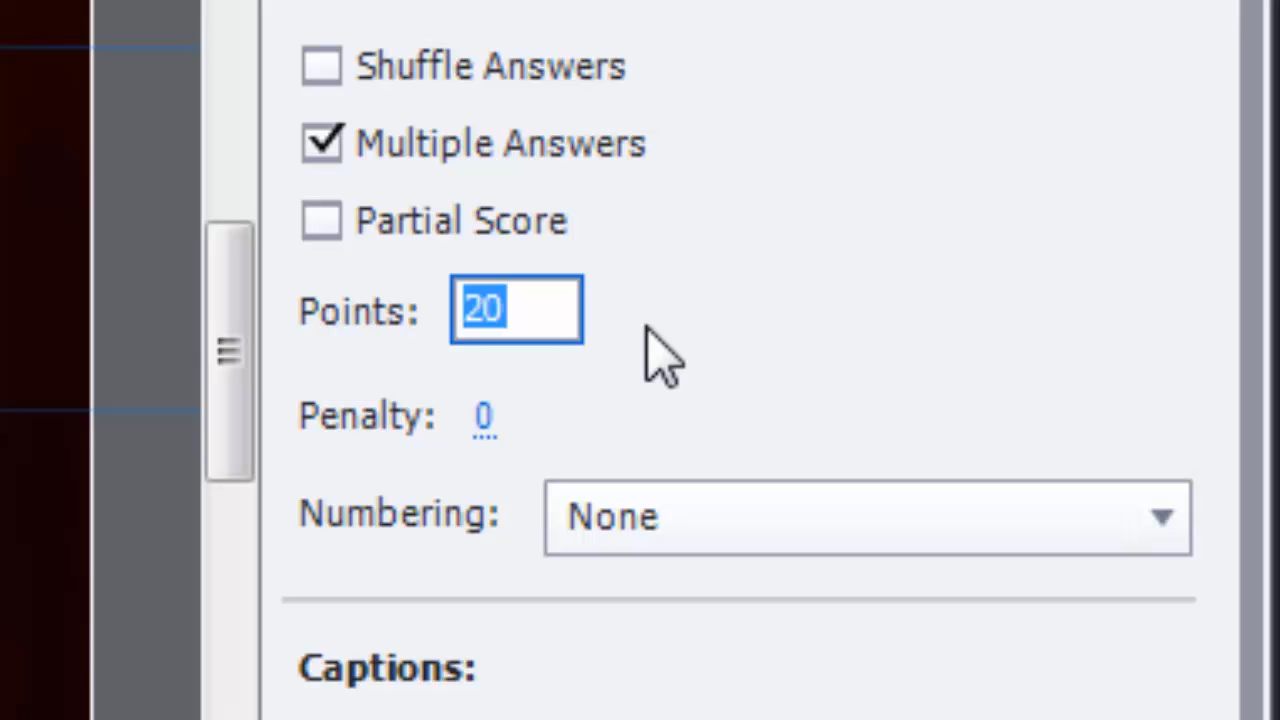 Shuffle Answers
Multiple Answers
Partial Score
Points: 20
Penalty: 0
Numbering: None
Captions: